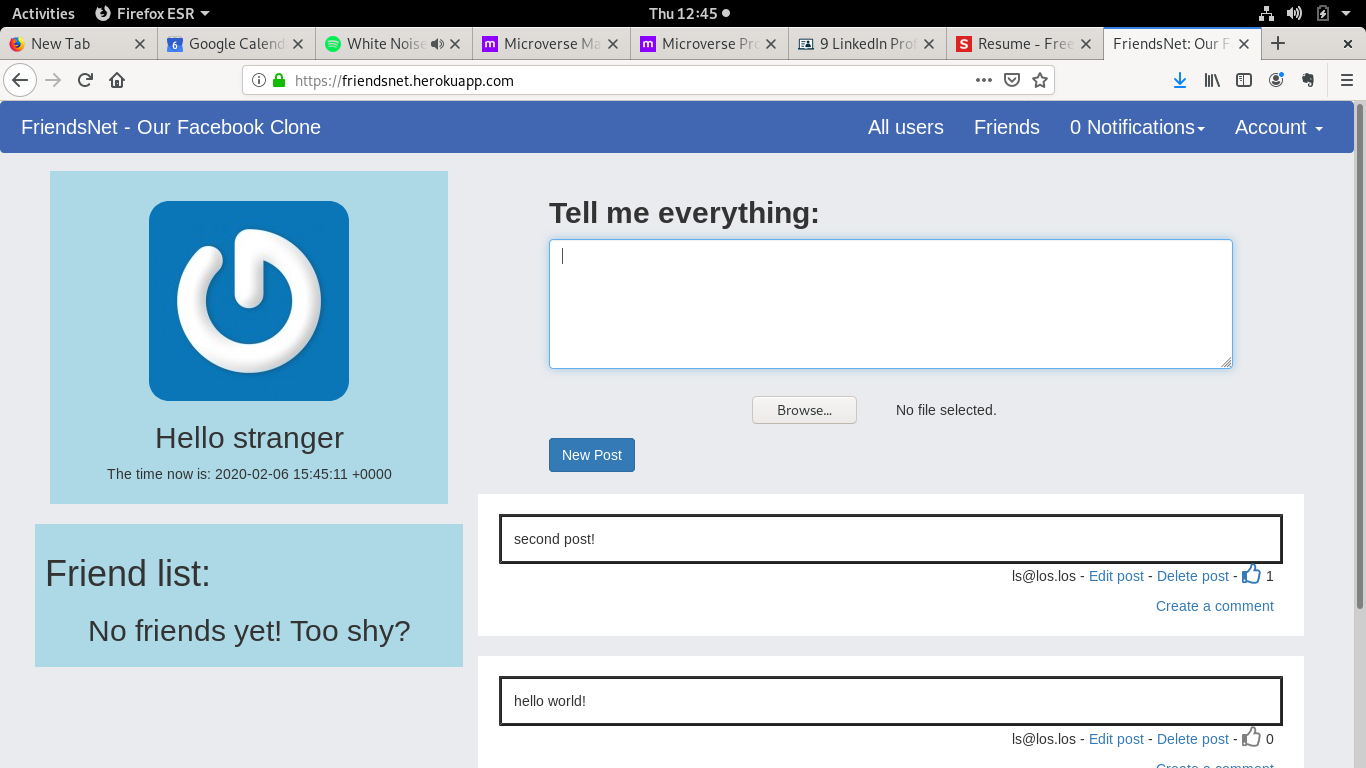 Activities Firefox ESR Thu 12:45
New Tab Google Calend White Noise Microverse Ma Microverse Pro 9 LinkedIn Prof Resume - Free FriendsNet: Our F
https://friendsnet.herokuapp.com
FriendsNet - Our Facebook Clone All users Friends 0 Notifications Account
Hello stranger
The time now is: 2020-02-06 15:45:11 +0000
Friend list:
No friends yet! Too shy?
Tell me everything:
Browse... No file selected.
New Post
second post!
ls@los.los - Edit post - Delete post - 1
Create a comment
hello world!
ls@los.los - Edit post - Delete post - 0
Create a comment